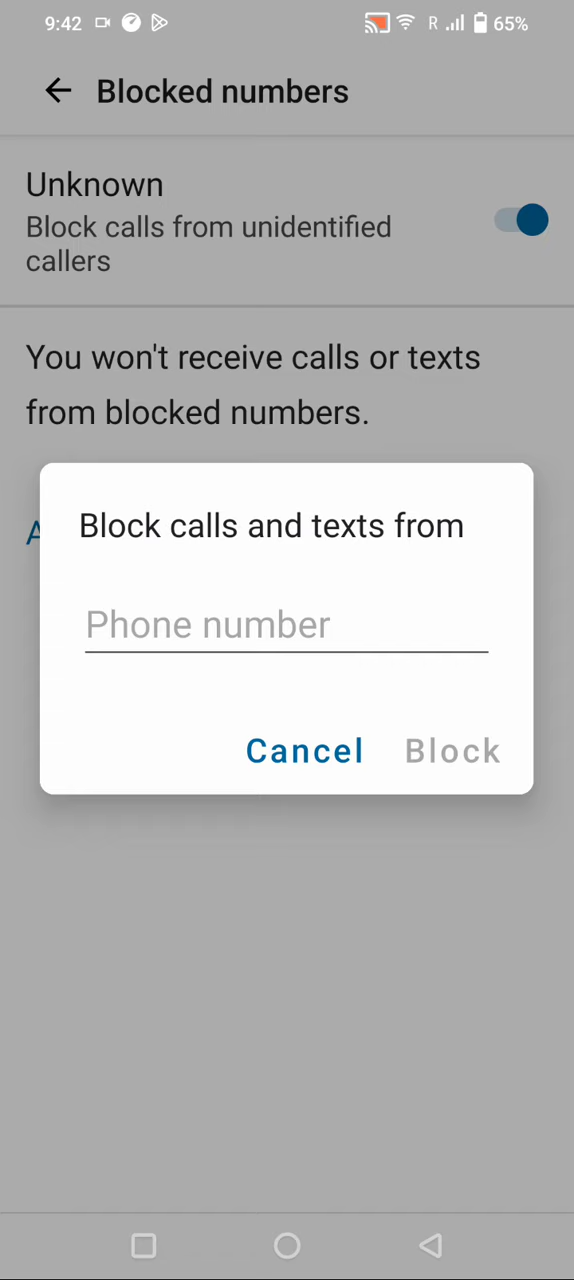 9:42 R 65%
Blocked numbers
Unknown
Block calls from unidentified
callers
You won't receive calls or texts
from blocked numbers.
Block calls and texts from
Phone number
Cancel Block